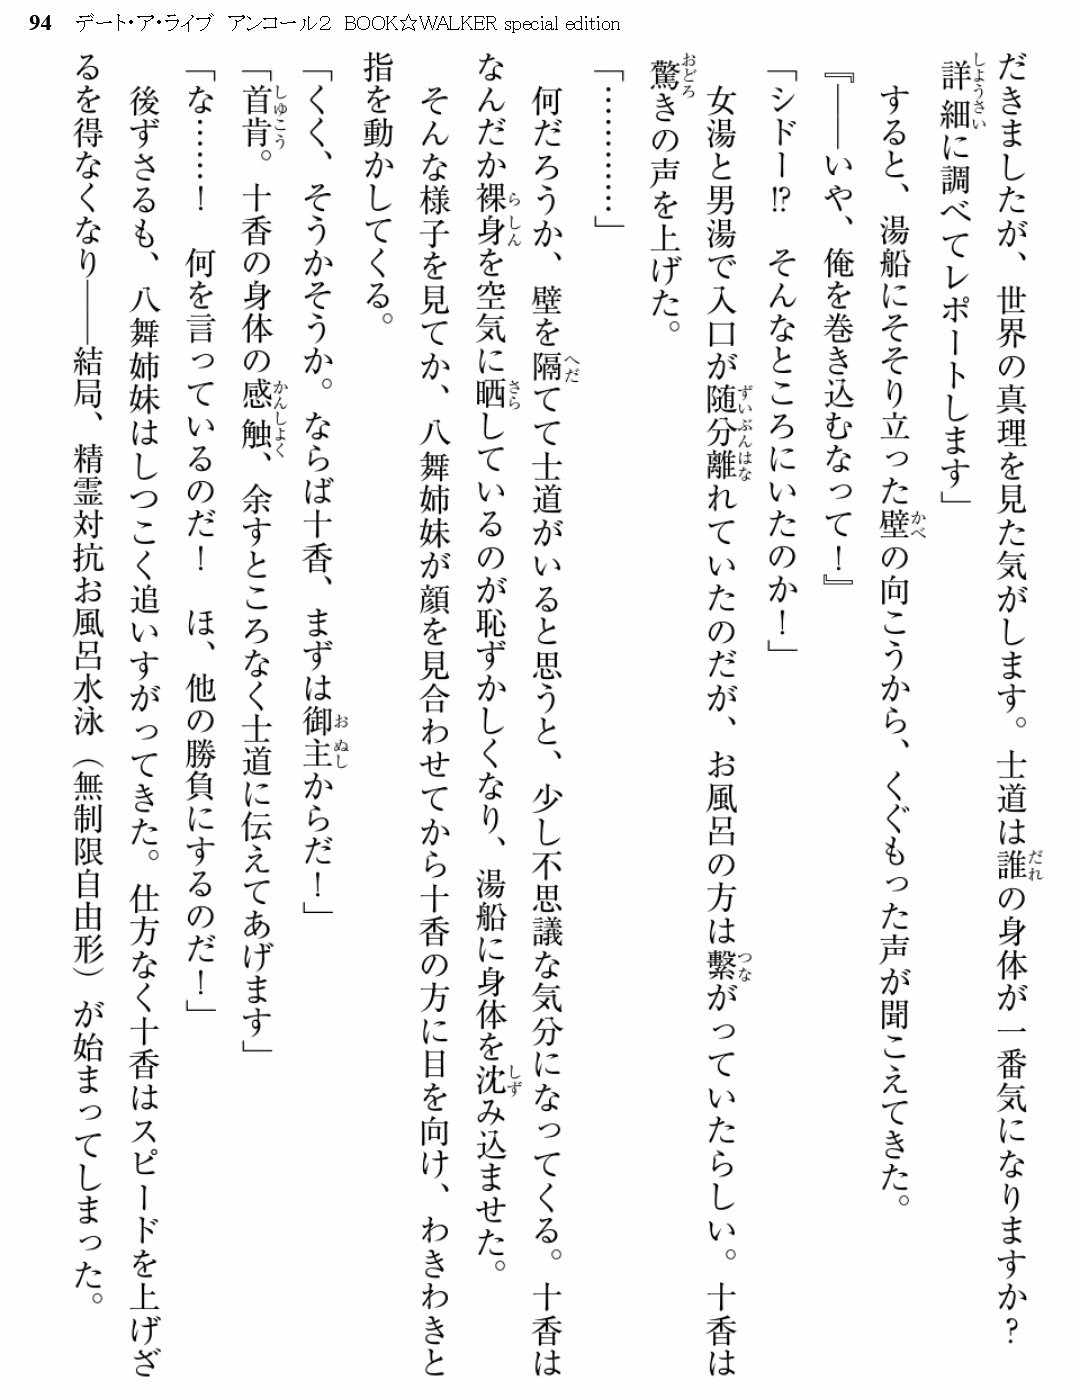 94 デート・ア・ライブ アンコール2 BOOK☆WALKER special edition
だきましたが、世界の真理を見た気がします。士道は誰の身体が一番気になりますか?
詳細に調べてレポートします」
すると、湯船にそそり立った壁の向こうから、くぐもった声が聞こえてきた。
『――いや、俺を巻き込むなって!』
「シドー!? そんなところにいたのか!」
女湯と男湯で入口が随分離れていたのだが、お風呂の方は繫がっていたらしい。十香は
驚きの声を上げた。
「…………」
何だろうか、壁を隔てて士道がいると思うと、少し不思議な気分になってくる。十香は
なんだか裸身を空気に晒しているのが恥ずかしくなり、湯船に身体を沈み込ませた。
そんな様子を見てか、八舞姉妹が顔を見合わせてから十香の方に目を向け、わきわきと
指を動かしてくる。
「くく、そうかそうか。ならば十香、まずは御主からだ!」
「首肯。十香の身体の感触、余すところなく士道に伝えてあげます」
「な……! 何を言っているのだ! ほ、他の勝負にするのだ!」
後ずさるも、八舞姉妹はしつこく追いすがってきた。仕方なく十香はスピードを上げざ
るを得なくなり――結局、精霊対抗お風呂水泳(無制限自由形)が始まってしまった。